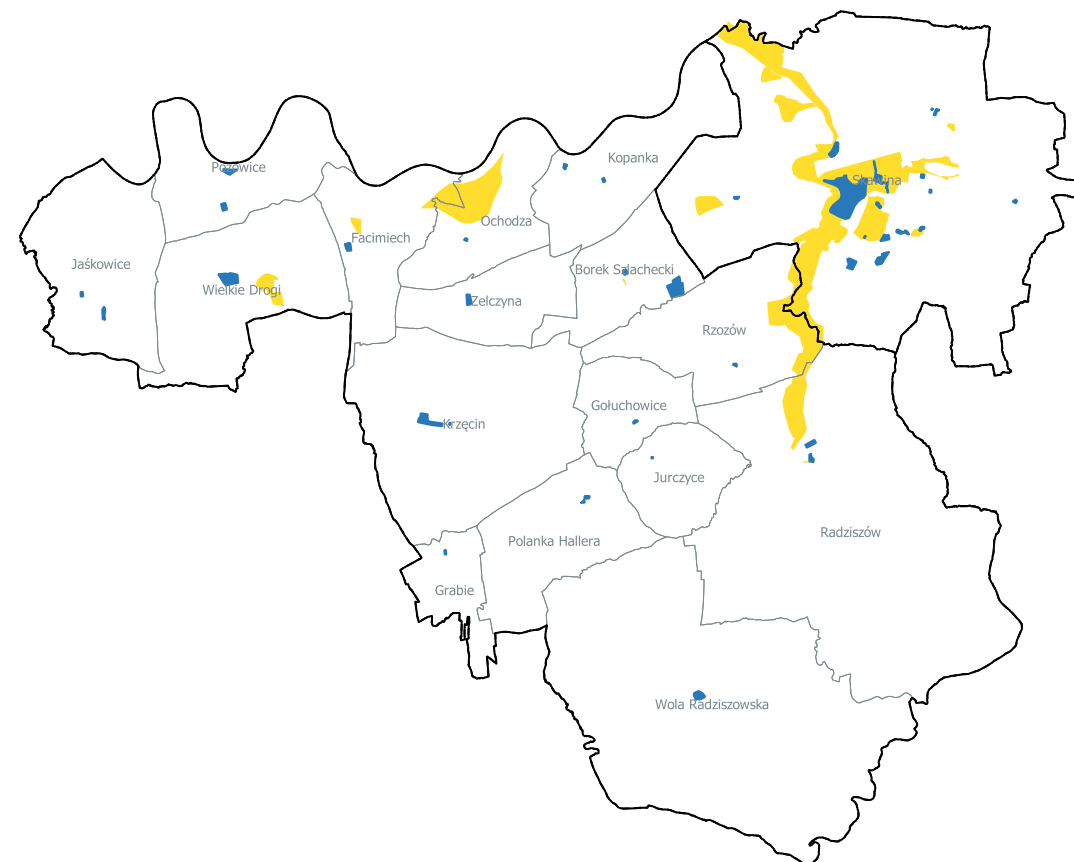 Kopanka
Pozowice
Skawina
Ochodza
Facimiech
Jaśkowice
Borek Szlachecki
Wielkie Drogi
Zelczyna
Rzozów
Gołuchowice
Krzęcin
Jurczyce
Radziszów
Polanka Hallera
Grabie
Wola Radziszowska